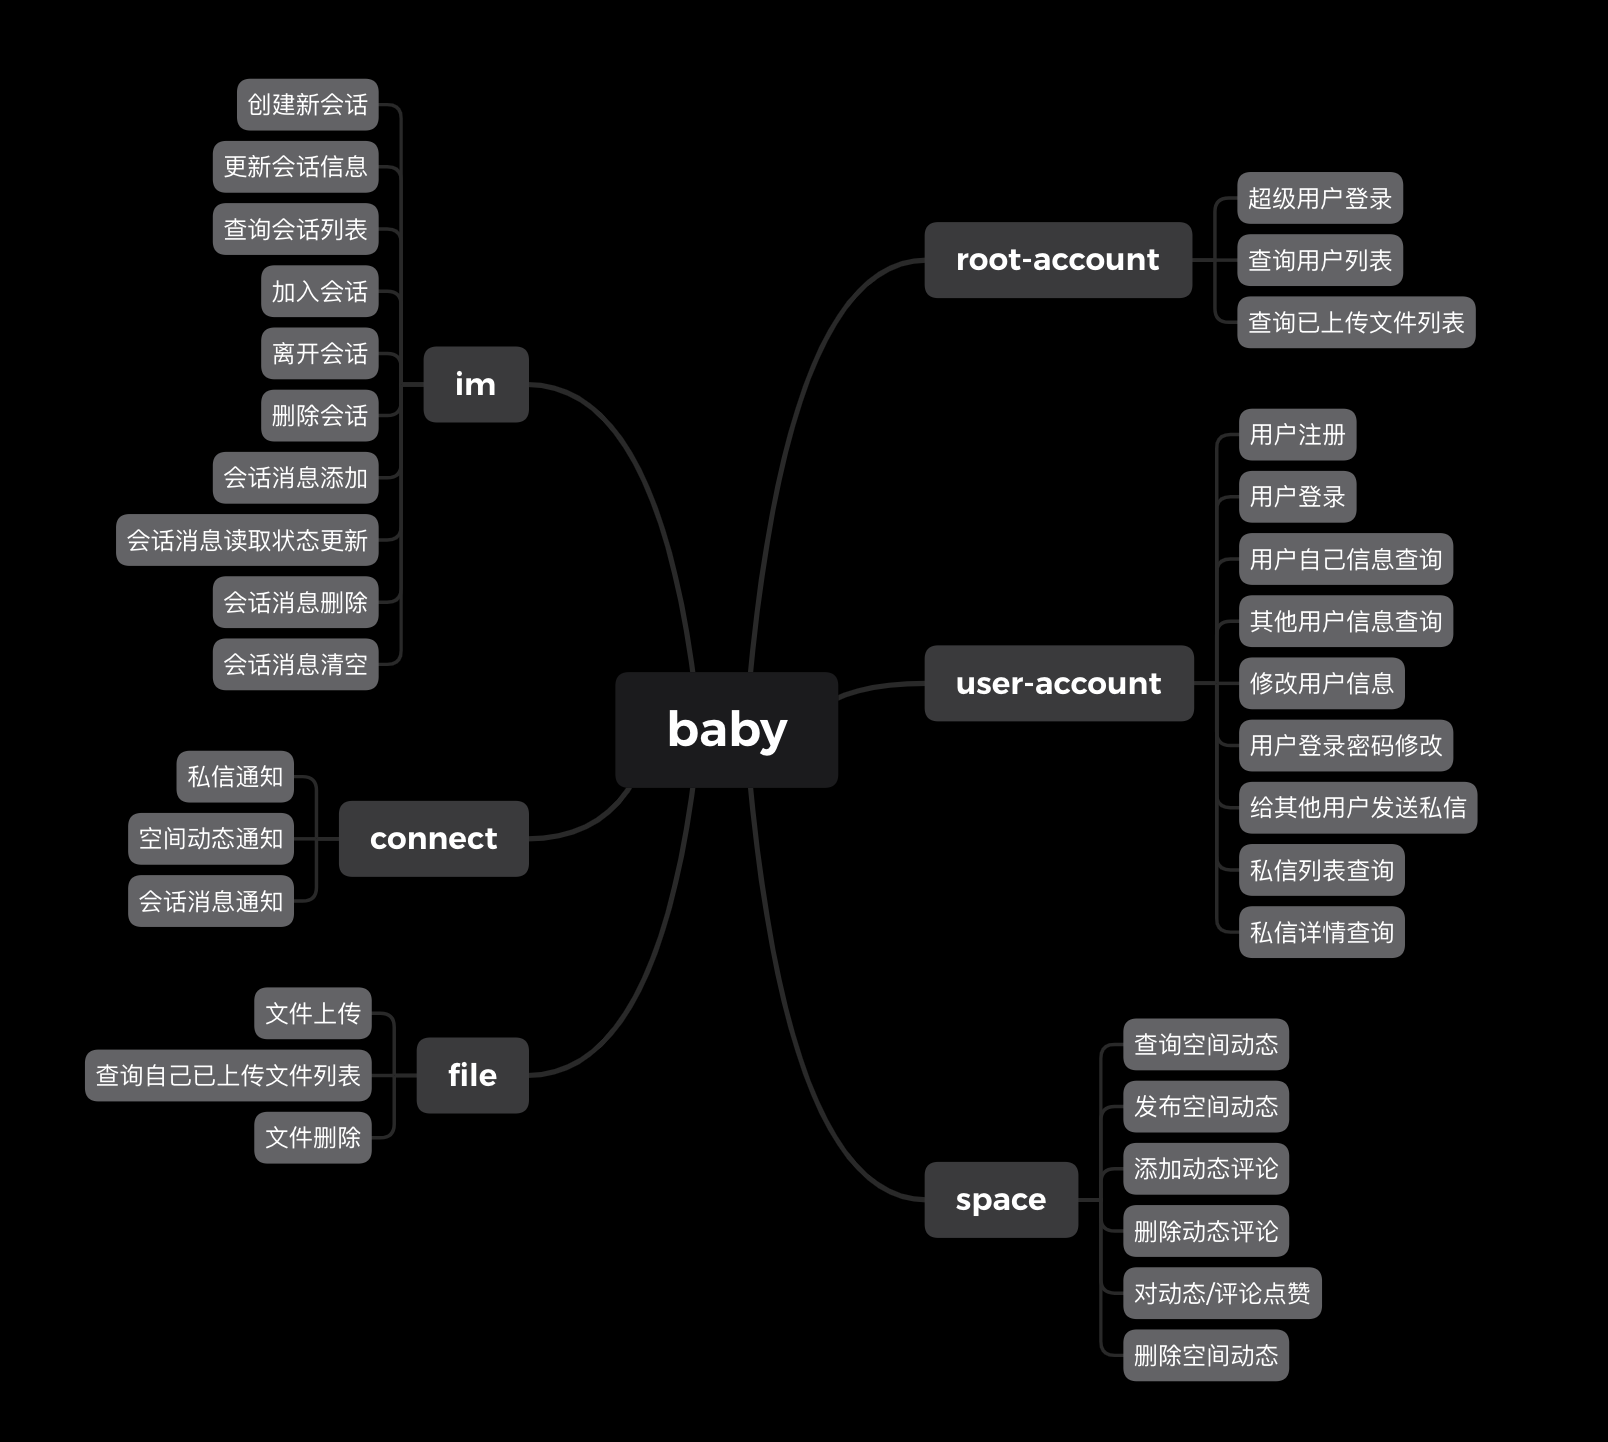 baby
root-account
超级用户登录
查询用户列表
查询已上传文件列表
user-account
用户注册
用户登录
用户自己信息查询
其他用户信息查询
修改用户信息
用户登录密码修改
给其他用户发送私信
私信列表查询
私信详情查询
space
查询空间动态
发布空间动态
添加动态评论
删除动态评论
对动态/评论点赞
删除空间动态
im
创建新会话
更新会话信息
查询会话列表
加入会话
离开会话
删除会话
会话消息添加
会话消息读取状态更新
会话消息删除
会话消息清空
connect
私信通知
空间动态通知
会话消息通知
file
文件上传
查询自己已上传文件列表
文件删除